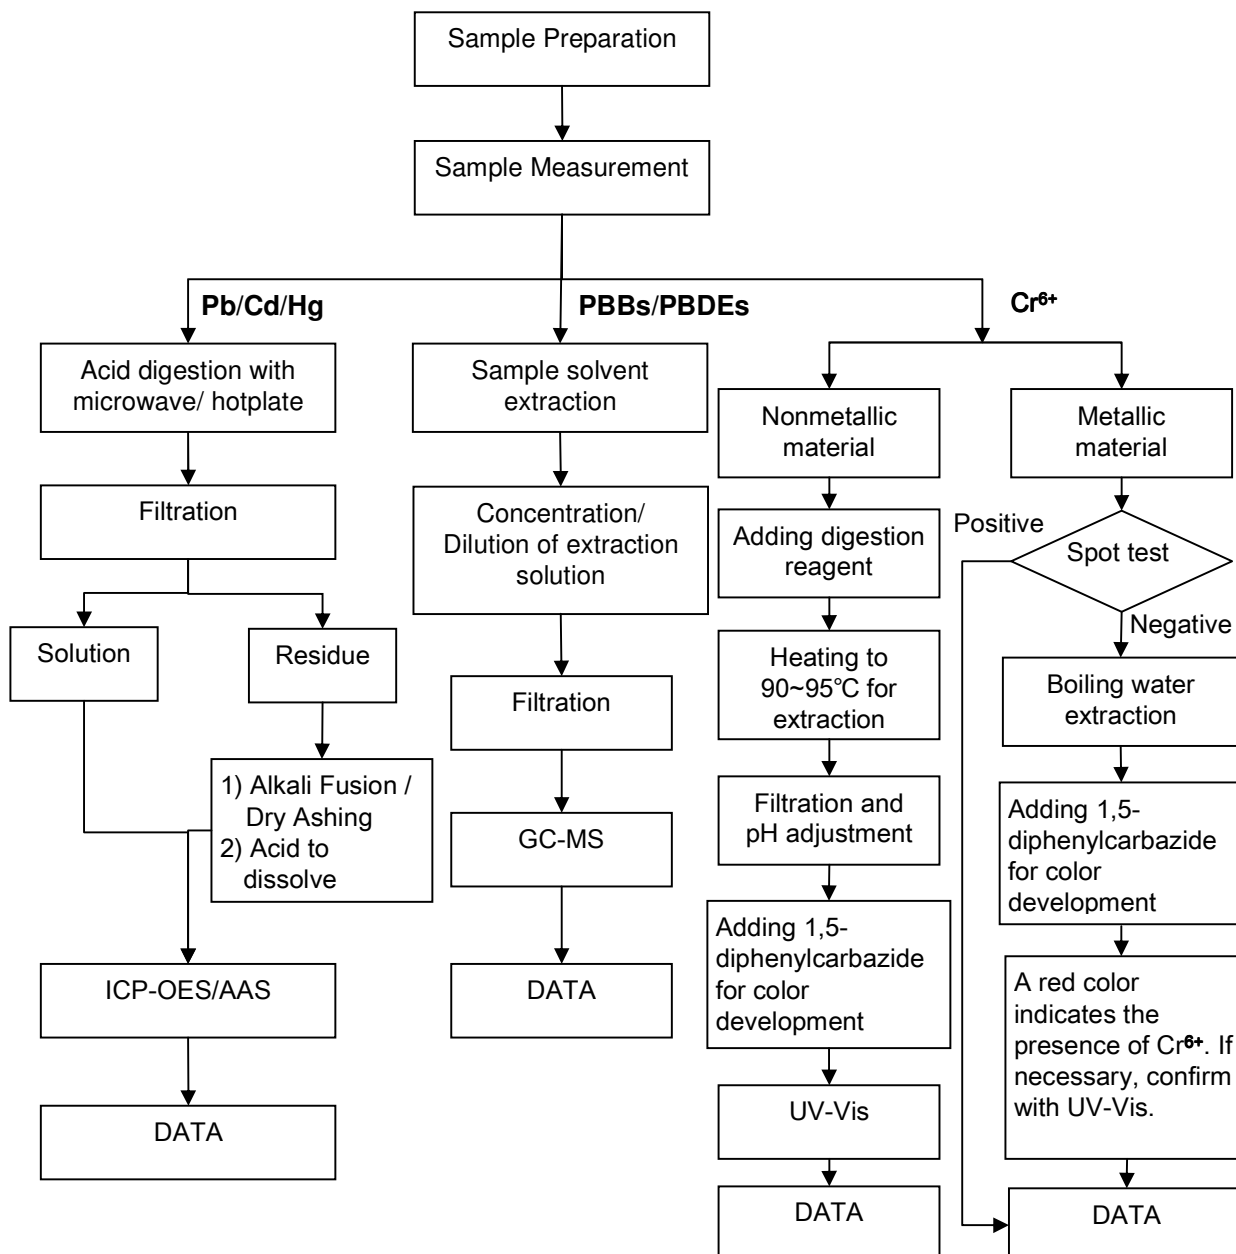 Sample Preparation
Sample Measurement
Pb/Cd/Hg
PBBs/PBDEs
Cr⁶⁺
Acid digestion with
microwave/ hotplate
Filtration
Solution
Residue
1) Alkali Fusion /
Dry Ashing
2) Acid to
dissolve
ICP-OES/AAS
DATA
Sample solvent
extraction
Concentration/
Dilution of extraction
solution
Filtration
GC-MS
DATA
Nonmetallic
material
Adding digestion
reagent
Heating to
90~95℃ for
extraction
Filtration and
pH adjustment
Adding 1,5-
diphenylcarbazide
for color
development
UV-Vis
DATA
Metallic
material
Positive
Spot test
Negative
Boiling water
extraction
Adding 1,5-
diphenylcarbazide
for color
development
A red color
indicates the
presence of Cr⁶⁺. If
necessary, confirm
with UV-Vis.
DATA